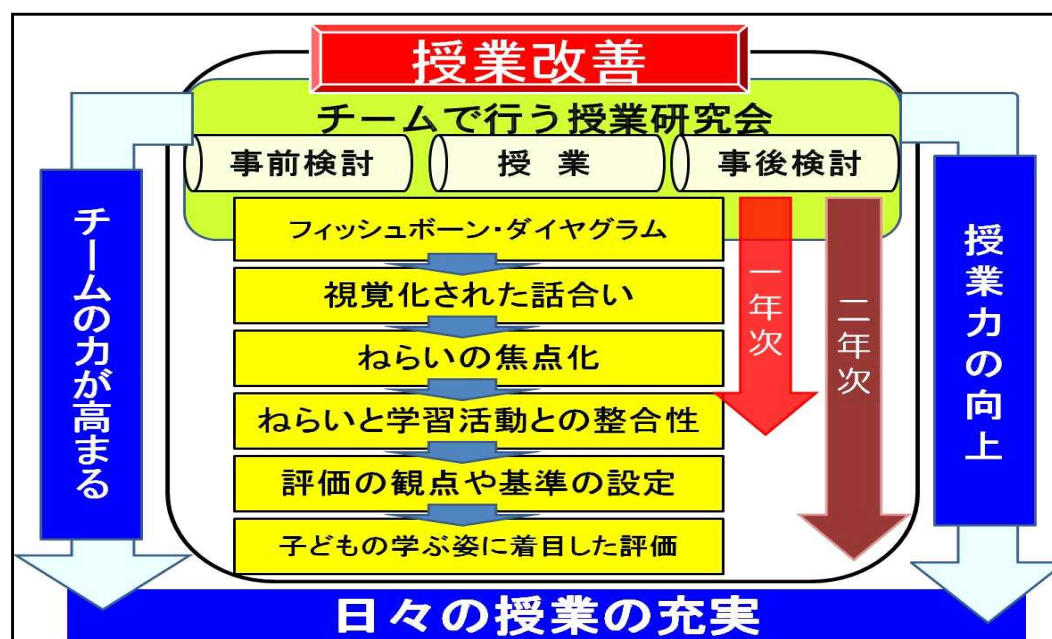 授業改善
チームで行う授業研究会
事前検討
授　業
事後検討
フィッシュボーン・ダイヤグラム
視覚化された話合い
ねらいの焦点化
ねらいと学習活動との整合性
評価の観点や基準の設定
子どもの学ぶ姿に着目した評価
一年次
二年次
チームの力が高まる
授業力の向上
日々の授業の充実